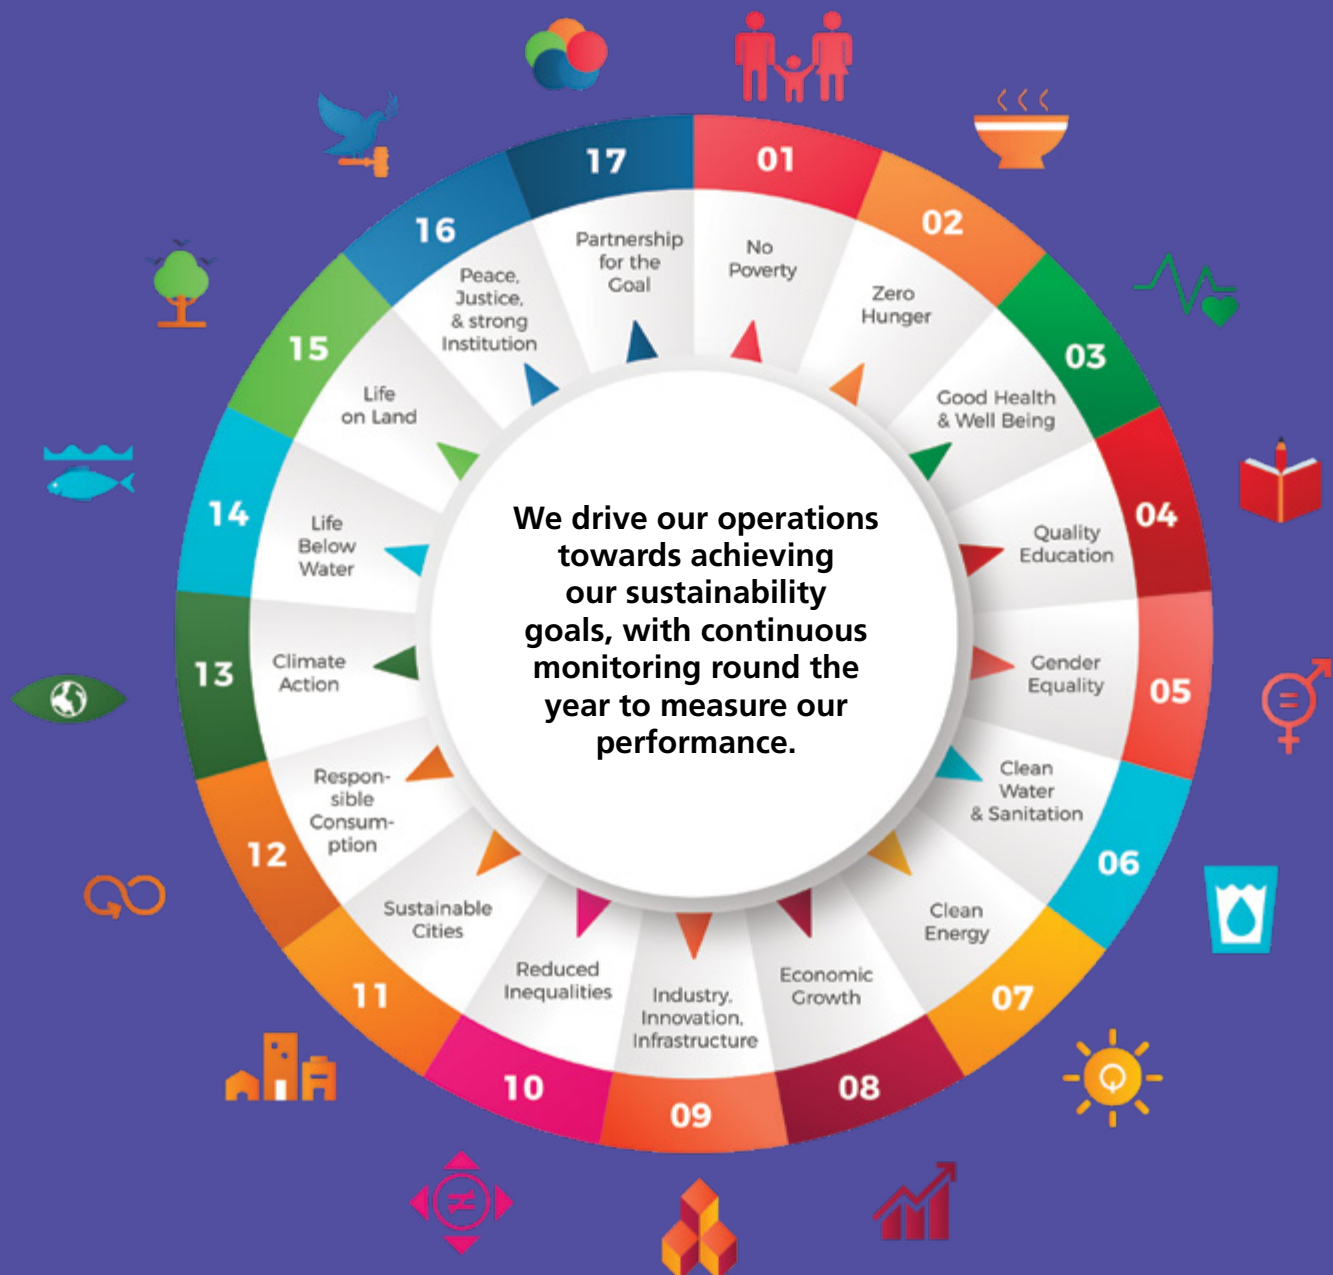 01
No
Poverty
02
Zero
Hunger
03
Good Health
& Well Being
04
Quality
Education
05
Gender
Equality
06
Clean
Water
& Sanitation
07
Clean
Energy
08
Economic
Growth
09
Industry,
Innovation,
Infrastructure
10
Reduced
Inequalities
11
Sustainable
Cities
12
Respon-
sible
Consum-
ption
13
Climate
Action
14
Life
Below
Water
15
Life
on Land
16
Peace,
Justice,
& strong
Institution
17
Partnership
for the
Goal
We drive our operations
towards achieving
our sustainability
goals, with continuous
monitoring round the
year to measure our
performance.